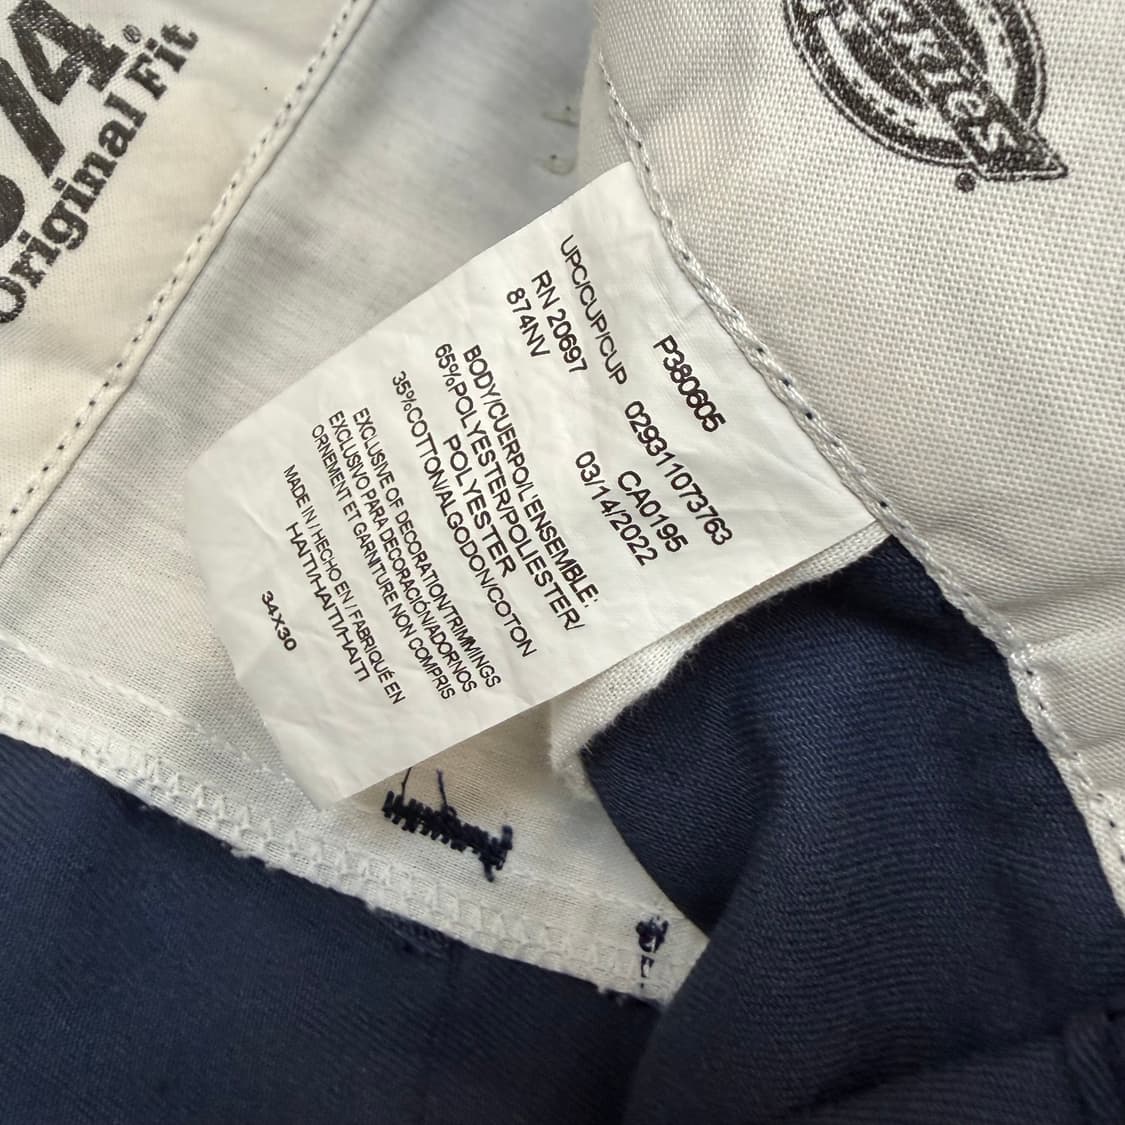 874®
Original Fit
Dickies
P380605
UPC/CUP/CUP 029311073763
RN 20697 CA0195
874NV 03/14/2022
BODY/CUERPO/L'ENSEMBLE:
65%POLYESTER/POLIESTER/
POLYESTER
35%COTTON/ALGODON/COTON
EXCLUSIVE OF DECORATION/TRIMMINGS
EXCLUSIVO PARA DECORACIÓN/ADORNOS
ORNEMENT ET GARNITURE NON COMPRIS
MADE IN / HECHO EN / FABRIQUÉ EN
HAITI/HAITI/HAITI
34X30